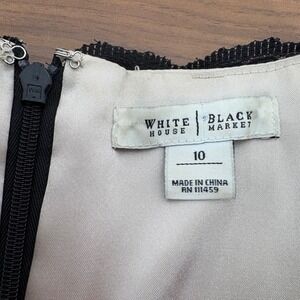 WHITE | BLACK
HOUSE | MARKET
10
MADE IN CHINA
RN 111459